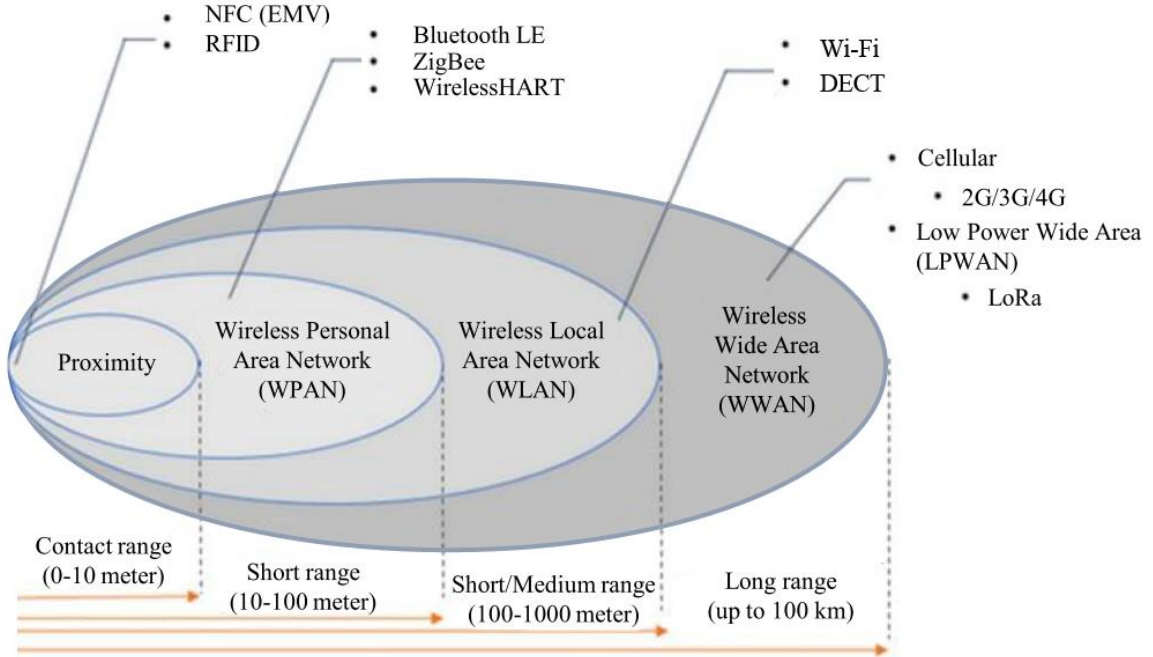 NFC (EMV)
RFID
Bluetooth LE
ZigBee
WirelessHART
Wi-Fi
DECT
Cellular
2G/3G/4G
Low Power Wide Area
(LPWAN)
LoRa
Proximity
Wireless Personal
Area Network
(WPAN)
Wireless Local
Area Network
(WLAN)
Wireless
Wide Area
Network
(WWAN)
Contact range
(0-10 meter)
Short range
(10-100 meter)
Short/Medium range
(100-1000 meter)
Long range
(up to 100 km)